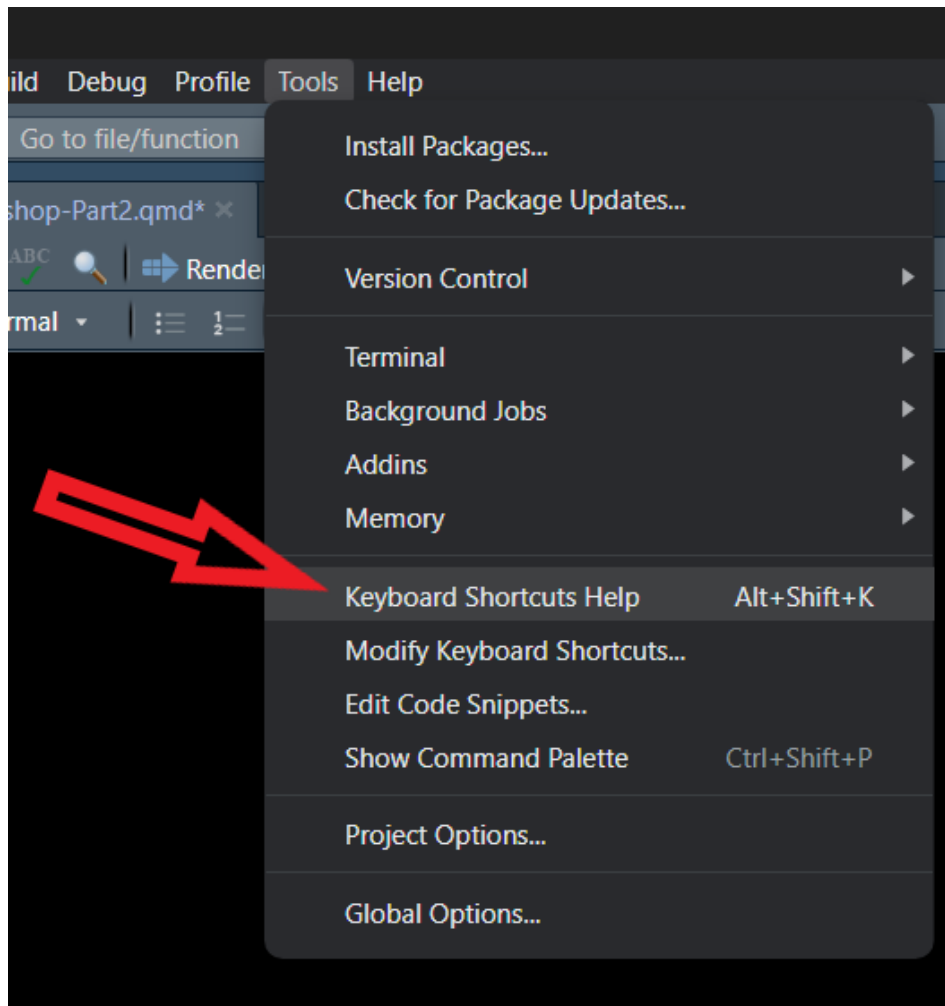 ild Debug Profile Tools Help
Go to file/function
shop-Part2.qmd* ×
ABC Rende
rmal
Install Packages...
Check for Package Updates...
Version Control
Terminal
Background Jobs
Addins
Memory
Keyboard Shortcuts Help Alt+Shift+K
Modify Keyboard Shortcuts...
Edit Code Snippets...
Show Command Palette Ctrl+Shift+P
Project Options...
Global Options...